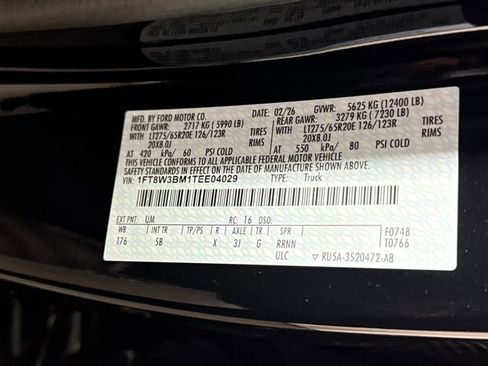 MFD. BY FORD MOTOR CO. 02/26 GVWR: 5625 KG (12400 LB)
FRONT GAWR: 2717 KG (5990 LB) REAR GAWR: 3279 KG (7230 LB)
WITH LT275/65R20E 126/123R TIRES WITH LT275/65R20E 126/123R TIRES
20X8.0J RIMS 20X8.0J RIMS
AT 420 kPa/ 60 PSI COLD AT 550 kPa/ 80 PSI COLD
THIS VEHICLE CONFORMS TO ALL APPLICABLE FEDERAL MOTOR VEHICLE
SAFETY STANDARDS IN EFFECT ON THE DATE OF MANUFACTURE SHOWN ABOVE.
VIN: 1FT8W3BM1TEE04029 TYPE: Truck
EXT PNT: UM RC: 16 DSO:
WB INT TR TP/PS R AXLE TR SPR F0748
176 5B X 3J G RRNN T0766
ULC ▽ RU5A-3520472-AB